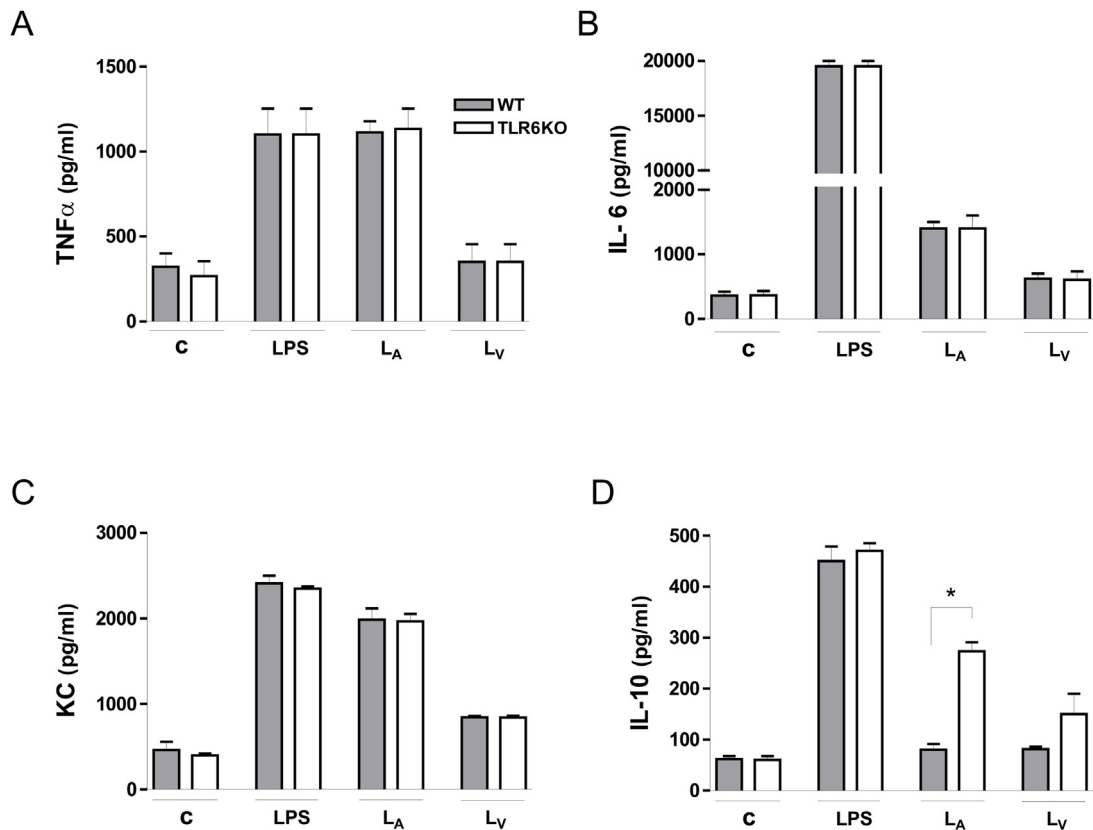 A
TNFα (pg/ml)
1500
1000
500
0
WT
TLR6KO
C LPS LA LV
B
IL- 6 (pg/ml)
20000
15000
10000
2000
1000
0
C LPS LA LV
C
KC (pg/ml)
3000
2000
1000
0
C LPS LA LV
D
IL-10 (pg/ml)
500
400
300
200
100
0
*
C LPS LA LV